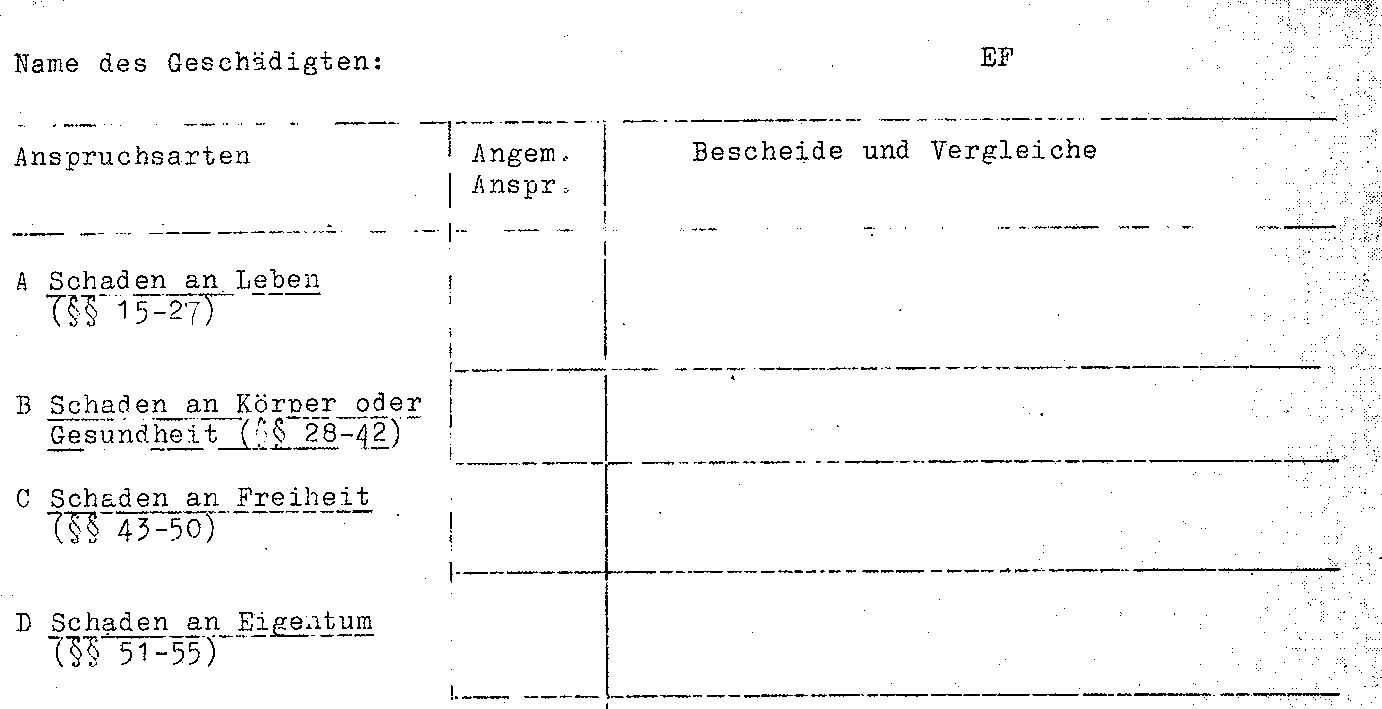 Name des Geschädigten: EF
Anspruchsarten Angem. Bescheide und Vergleiche
Anspr.
A Schaden an Leben
(§§ 15-27)
B Schaden an Körper oder
Gesundheit (§§ 28-42)
C Schaden an Freiheit
(§§ 43-50)
D Schaden an Eigentum
(§§ 51-55)